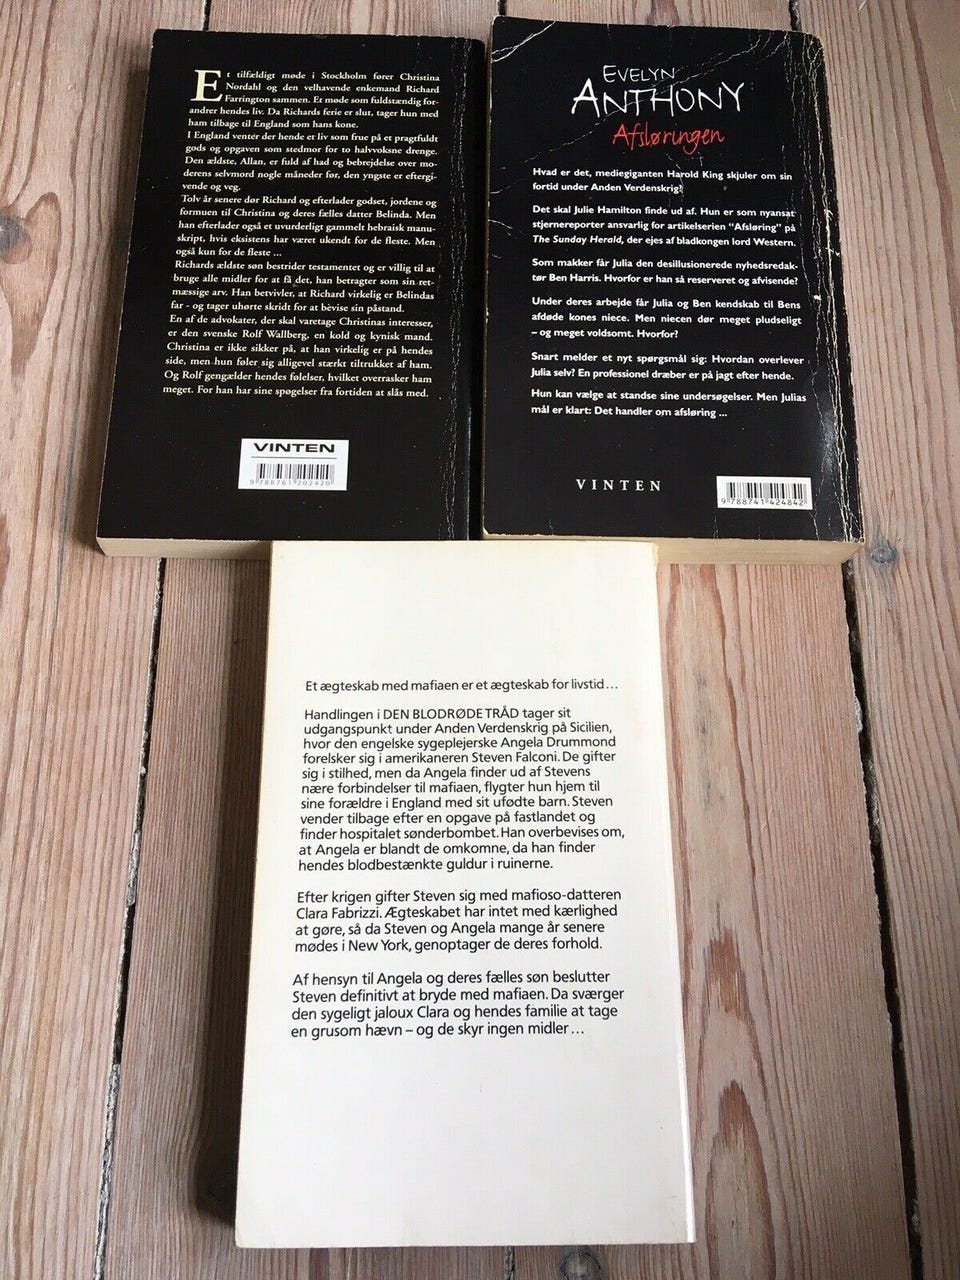 Et tilfældigt møde i Stockholm fører Christina
Nordahl og den velhavende enkemand Richard
Farrington sammen. Et møde som fuldstændig for-
andrer hendes liv. Da Richards ferie er slut, tager hun med
ham tilbage til England som hans kone.
I England venter der hende et liv som frue på et pragtfuldt
gods og opgaven som stedmor for to halvvoksne drenge.
Den ældste, Allan, er fuld af had og bebrejdelse over mo-
derens selvmord nogle måneder før, den yngste er eftergi-
vende og veg.
Tolv år senere dør Richard og efterlader godset, jordene og
formuen til Christina og deres fælles datter Belinda. Men
han efterlader også et uvurderligt gammelt hebraisk manu-
skript, hvis eksistens har været ukendt for de fleste. Men
også kun for de fleste ...
Richards ældste søn bestrider testamentet og er villig til at
bruge alle midler for at få det, han betragter som sin ret-
mæssige arv. Han betvivler, at Richard virkelig er Belindas
far - og tager uhørte skridt for at bevise sin påstand.
En af de advokater, der skal varetage Christinas interesser,
er den svenske Rolf Wallberg, en kold og kynisk mand.
Christina er ikke sikker på, at han virkelig er på hendes
side, men hun føler sig alligevel stærkt tiltrukket af ham.
Og Rolf gengælder hendes følelser, hvilket overrasker ham
meget. For han har sine spøgelser fra fortiden at slås med.
VINTEN
9 788761 202420
EVELYN
ANTHONY
Afsløringen
Hvad er det, mediegiganten Harold King skjuler om sin
fortid under Anden Verdenskrig?
Det skal Julie Hamilton finde ud af. Hun er som nyansat
stjernereporter ansvarlig for artikelserien "Afsløring" på
The Sunday Herald, der ejes af bladkongen lord Western.
Som makker får Julia den desillusionerede nyhedsredak-
tør Ben Harris. Hvorfor er han så reserveret og afvisende?
Under deres arbejde får Julia og Ben kendskab til Bens
afdøde kones niece. Men niecen dør meget pludseligt
– og meget voldsomt. Hvorfor?
Snart melder et nyt spørgsmål sig: Hvordan overlever
Julia selv? En professionel dræber er på jagt efter hende.
Hun kan vælge at standse sine undersøgelser. Men Julias
mål er klart: Det handler om afsløring ...
VINTEN
9 788741 424842
Et ægteskab med mafiaen er et ægteskab for livstid...
Handlingen i DEN BLODRØDE TRÅD tager sit
udgangspunkt under Anden Verdenskrig på Sicilien,
hvor den engelske sygeplejerske Angela Drummond
forelsker sig i amerikaneren Steven Falconi. De gifter
sig i stilhed, men da Angela finder ud af Stevens
nære forbindelser til mafiaen, flygter hun hjem til
sine forældre i England med sit ufødte barn. Steven
vender tilbage efter en opgave på fastlandet og
finder hospitalet sønderbombet. Han overbevises om,
at Angela er blandt de omkomne, da han finder
hendes blodbestænkte guldur i ruinerne.
Efter krigen gifter Steven sig med mafioso-datteren
Clara Fabrizzi. Ægteskabet har intet med kærlighed
at gøre, så da Steven og Angela mange år senere
mødes i New York, genoptager de deres forhold.
Af hensyn til Angela og deres fælles søn beslutter
Steven definitivt at bryde med mafiaen. Da sværger
den sygeligt jaloux Clara og hendes familie at tage
en grusom hævn – og de skyr ingen midler...